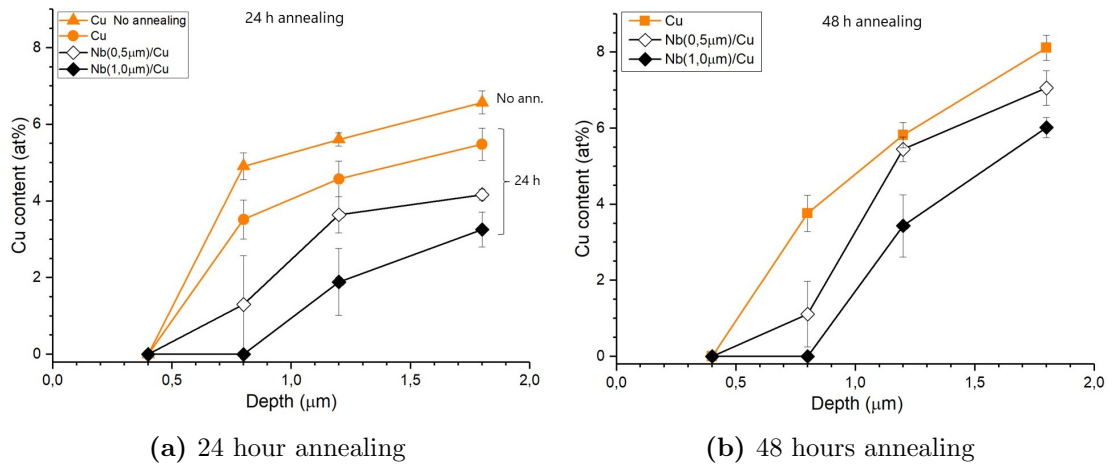 24 h annealing
Cu No annealing
Cu
Nb(0,5μm)/Cu
Nb(1,0μm)/Cu
No ann.
24 h
Cu content (at%)
8
6
4
2
0
0,0 0,5 1,0 1,5 2,0
Depth (μm)
(a) 24 hour annealing
48 h annealing
Cu
Nb(0,5μm)/Cu
Nb(1,0μm)/Cu
Cu content (at%)
8
6
4
2
0
0,0 0,5 1,0 1,5 2,0
Depth (μm)
(b) 48 hours annealing